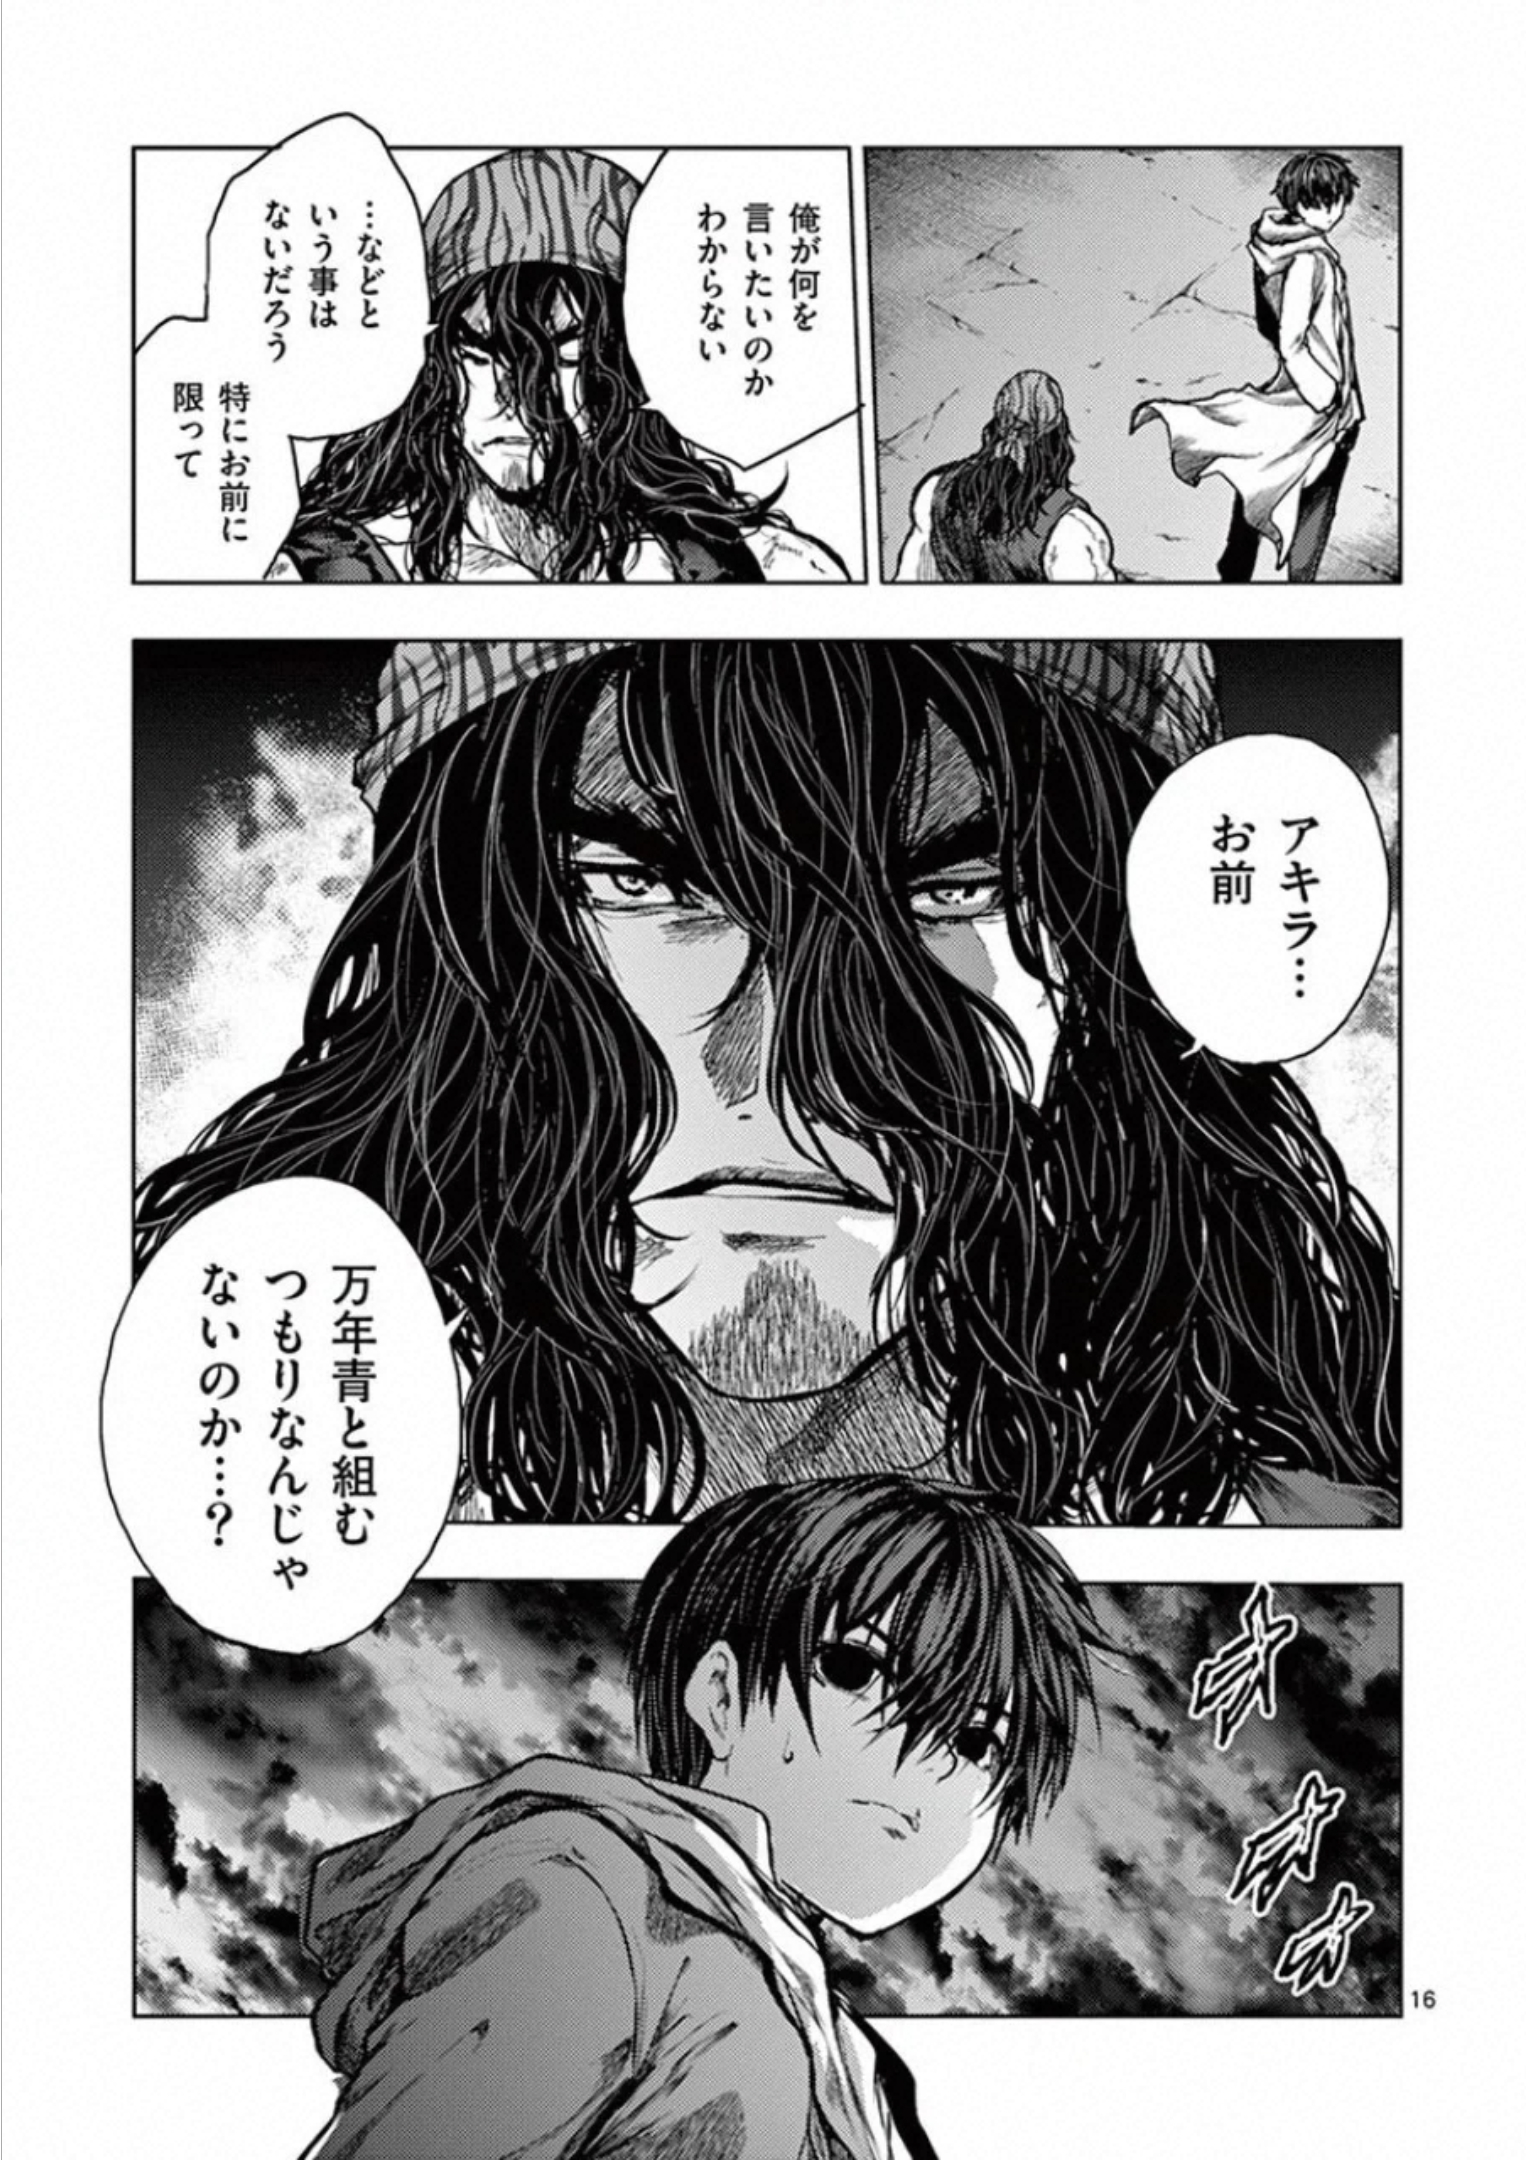 俺が何を
言いたいのか
わからない
…などと
いう事は
ないだろう
特にお前に
限って
アキラ…
お前
万年青と組む
つもりなんじゃ
ないのか…?
16